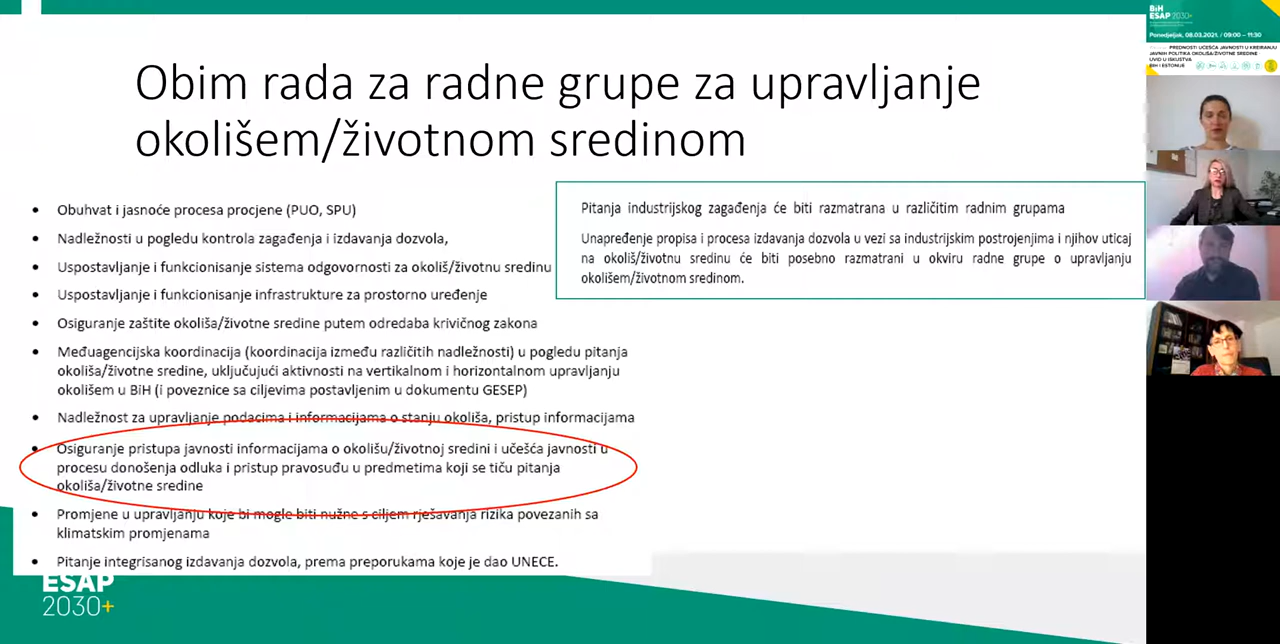 Obim rada za radne grupe za upravljanje
okolišem/životnom sredinom
• Obuhvat i jasnoće procesa procjene (PUO, SPU)
• Nadležnosti u pogledu kontrola zagađenja i izdavanja dozvola,
• Uspostavljanje i funkcionisanje sistema odgovornosti za okoliš/životnu sredinu
• Uspostavljanje i funkcionisanje infrastrukture za prostorno uređenje
• Osiguranje zaštite okoliša/životne sredine putem odredaba krivičnog zakona
• Međuagencijska koordinacija (koordinacija između različitih nadležnosti) u pogledu pitanja
okoliša/životne sredine, uključujući aktivnosti na vertikalnom i horizontalnom upravljanju
okolišem u BiH (i poveznice sa ciljevima postavljenim u dokumentu GESEP)
• Nadležnost za upravljanje podacima i informacijama o stanju okoliša, pristup informacijama
• Osiguranje pristupa javnosti informacijama o okolišu/životnoj sredini i učešća javnosti u
procesu donošenja odluka i pristup pravosuđu u predmetima koji se tiču pitanja
okoliša/životne sredine
• Promjene u upravljanju koje bi mogle biti nužne s ciljem rješavanja rizika povezanih sa
klimatskim promjenama
• Pitanje integrisanog izdavanja dozvola, prema preporukama koje je dao UNECE.
Pitanja industrijskog zagađenja će biti razmatrana u različitim radnim grupama
Unapređenje propisa i procesa izdavanja dozvola u vezi sa industrijskim postrojenjima i njihov uticaj
na okoliš/životnu sredinu će biti posebno razmatrani u okviru radne grupe o upravljanju
okolišem/životnom sredinom.
ESAP
2030+
BiH
ESAP 2030+
Ponedjeljak, 08.03.2021. / 09:00 – 11:30
PREDNOSTI UČEŠĆA JAVNOSTI U KREIRANJU
JAVNIH POLITIKA OKOLIŠA/ŽIVOTNE SREDINE
UVID U ISKUSTVA
BIH I ESTONIJE